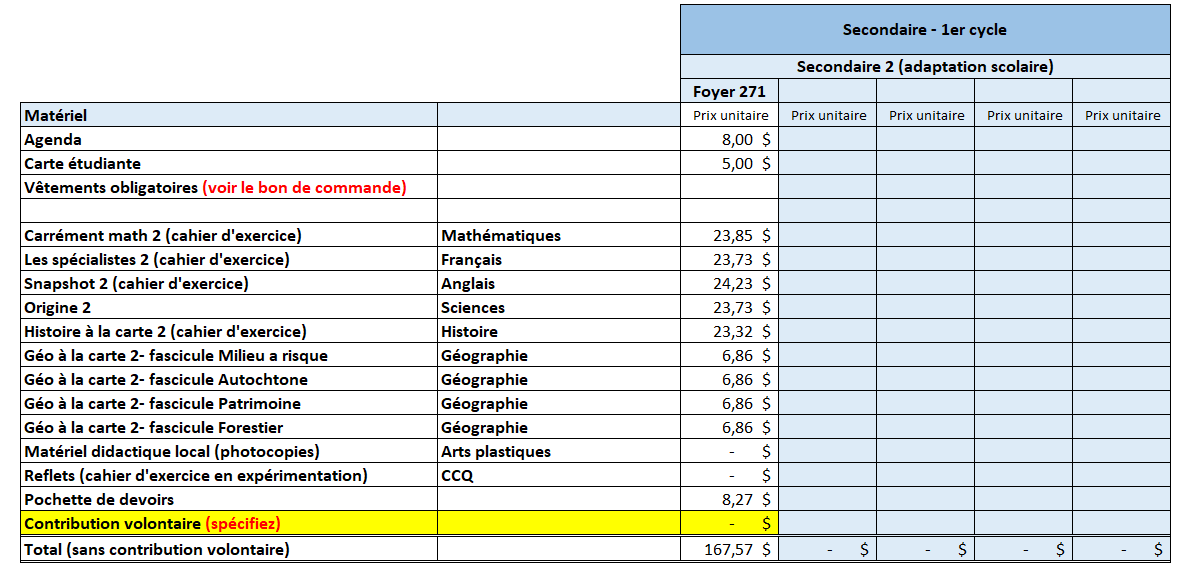 Secondaire - 1er cycle
Secondaire 2 (adaptation scolaire)
Foyer 271
Matériel Prix unitaire Prix unitaire Prix unitaire Prix unitaire Prix unitaire
Agenda 8,00 $
Carte étudiante 5,00 $
Vêtements obligatoires (voir le bon de commande)
Carrément math 2 (cahier d'exercice) Mathématiques 23,85 $
Les spécialistes 2 (cahier d'exercice) Français 23,73 $
Snapshot 2 (cahier d'exercice) Anglais 24,23 $
Origine 2 Sciences 23,73 $
Histoire à la carte 2 (cahier d'exercice) Histoire 23,32 $
Géo à la carte 2- fascicule Milieu a risque Géographie 6,86 $
Géo à la carte 2- fascicule Autochtone Géographie 6,86 $
Géo à la carte 2- fascicule Patrimoine Géographie 6,86 $
Géo à la carte 2- fascicule Forestier Géographie 6,86 $
Matériel didactique local (photocopies) Arts plastiques - $
Reflets (cahier d'exercice en expérimentation) CCQ - $
Pochette de devoirs 8,27 $
Contribution volontaire (spécifiez) - $
Total (sans contribution volontaire) 167,57 $ - $ - $ - $ - $